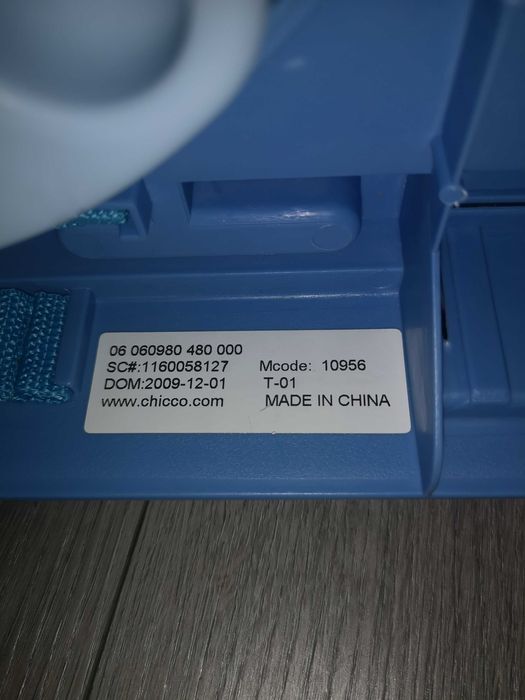 06 060980 480 000
SC#:1160058127 Mcode: 10956
DOM:2009-12-01 T-01
www.chicco.com MADE IN CHINA